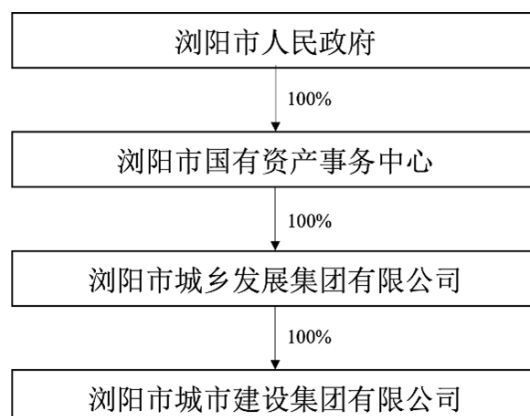 浏阳市人民政府
100%
浏阳市国有资产事务中心
100%
浏阳市城乡发展集团有限公司
100%
浏阳市城市建设集团有限公司